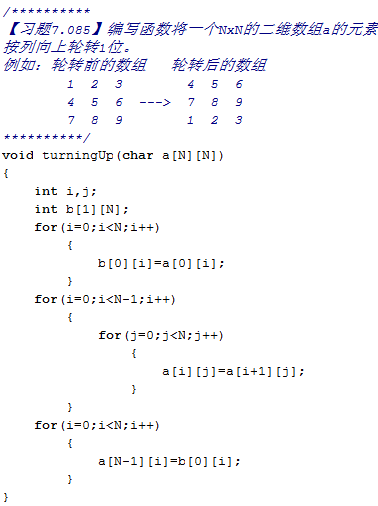 /**********
【习题7.085】编写函数将一个NxN的二维数组a的元素
按列向上轮转1位。
例如：轮转前的数组   轮转后的数组
        1  2  3        4  5  6
        4  5  6  --->  7  8  9
        7  8  9        1  2  3
**********/
void turningUp(char a[N][N])
{
    int i,j;
    int b[1][N];
    for(i=0;i<N;i++)
        {
            b[0][i]=a[0][i];
        }
    for(i=0;i<N-1;i++)
        {
            for(j=0;j<N;j++)
                {
                    a[i][j]=a[i+1][j];
                }
        }
    for(i=0;i<N;i++)
        {
            a[N-1][i]=b[0][i];
        }
}